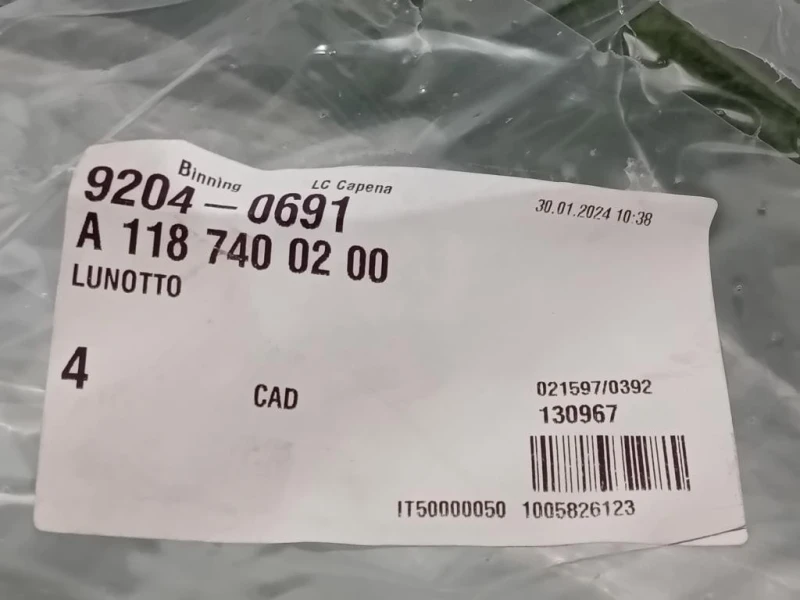 Binning LC Capena
9204-0691
30.01.2024 10:38
A 118 740 02 00
LUNOTTO
4
CAD
021597/0392
130967
IT50000050 1005826123